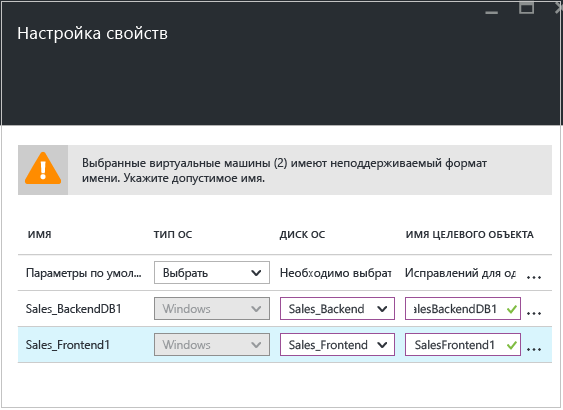 Настройка свойств
Выбранные виртуальные машины (2) имеют неподдерживаемый формат
имени. Укажите допустимое имя.
ИМЯ ТИП ОС ДИСК ОС ИМЯ ЦЕЛЕВОГО ОБЪЕКТА
Параметры по умол... Выбрать Необходимо выбрат Исправлений для од ...
Sales_BackendDB1 Windows Sales_Backend alesBackendDB1 ...
Sales_Frontend1 Windows Sales_Frontend SalesFrontend1 ...